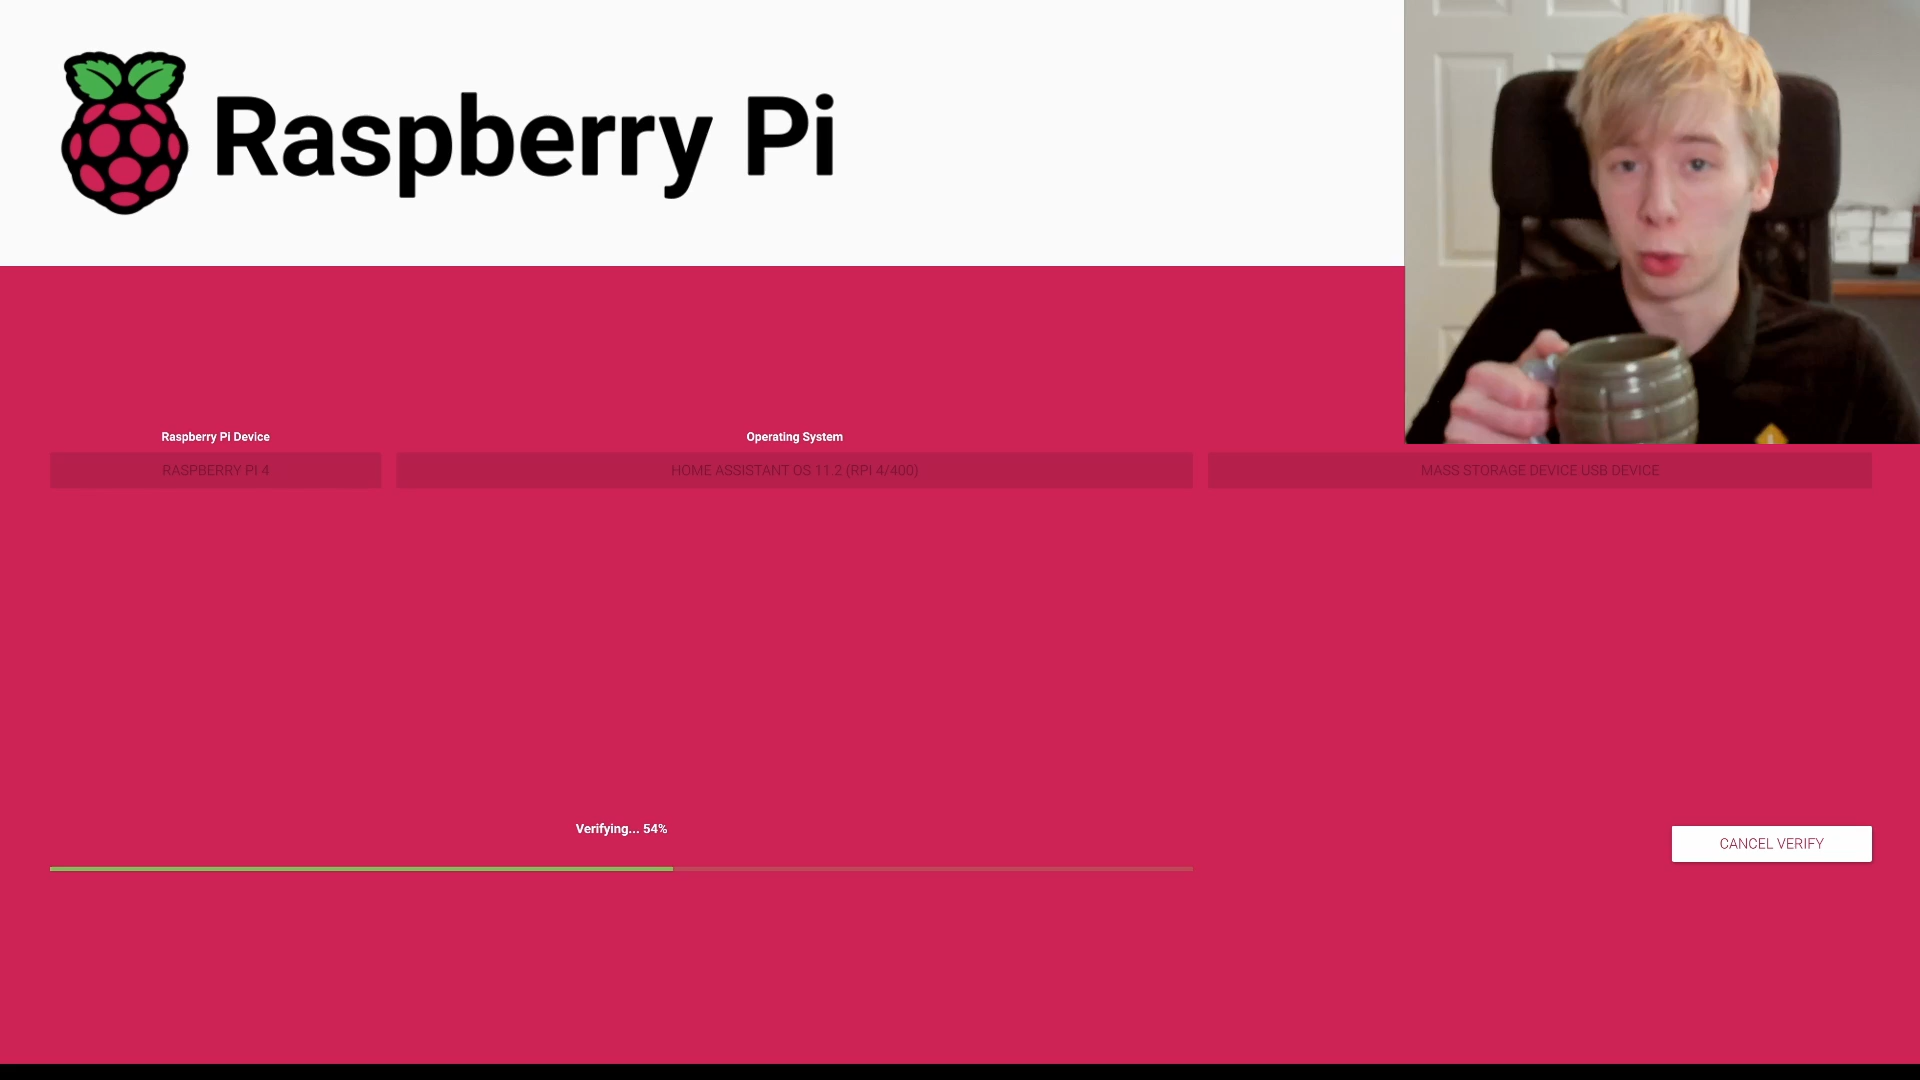 Raspberry Pi
Raspberry Pi Device
Operating System
RASPBERRY PI 4
HOME ASSISTANT OS 11.2 (RPI 4/400)
MASS STORAGE DEVICE USB DEVICE
Verifying... 54%
CANCEL VERIFY